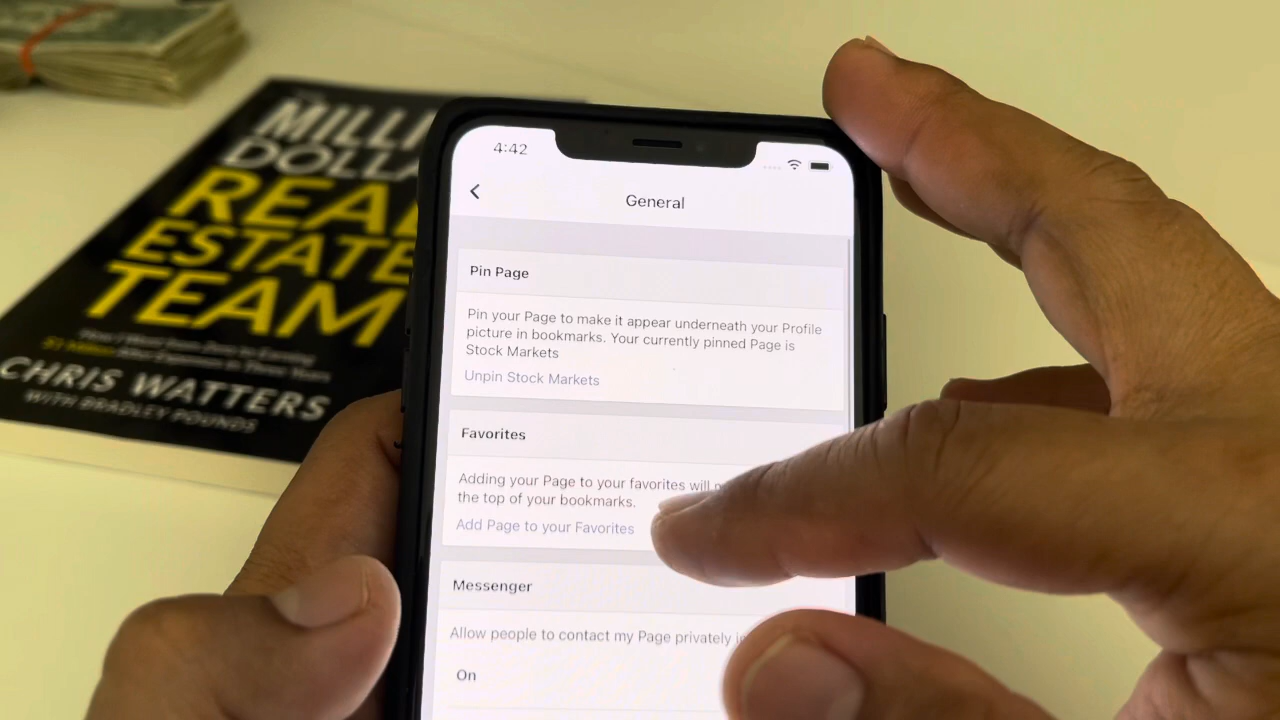 MILLI
DOLLA
REAL
ESTATE
TEAM
CHRIS WATTERS
WITH BRADLEY POUNDS
4:42
General
Pin Page
Pin your Page to make it appear underneath your Profile
picture in bookmarks. Your currently pinned Page is
Stock Markets
Unpin Stock Markets
Favorites
Adding your Page to your favorites will
the top of your bookmarks.
Add Page to your Favorites
Messenger
Allow people to contact my Page privately
On